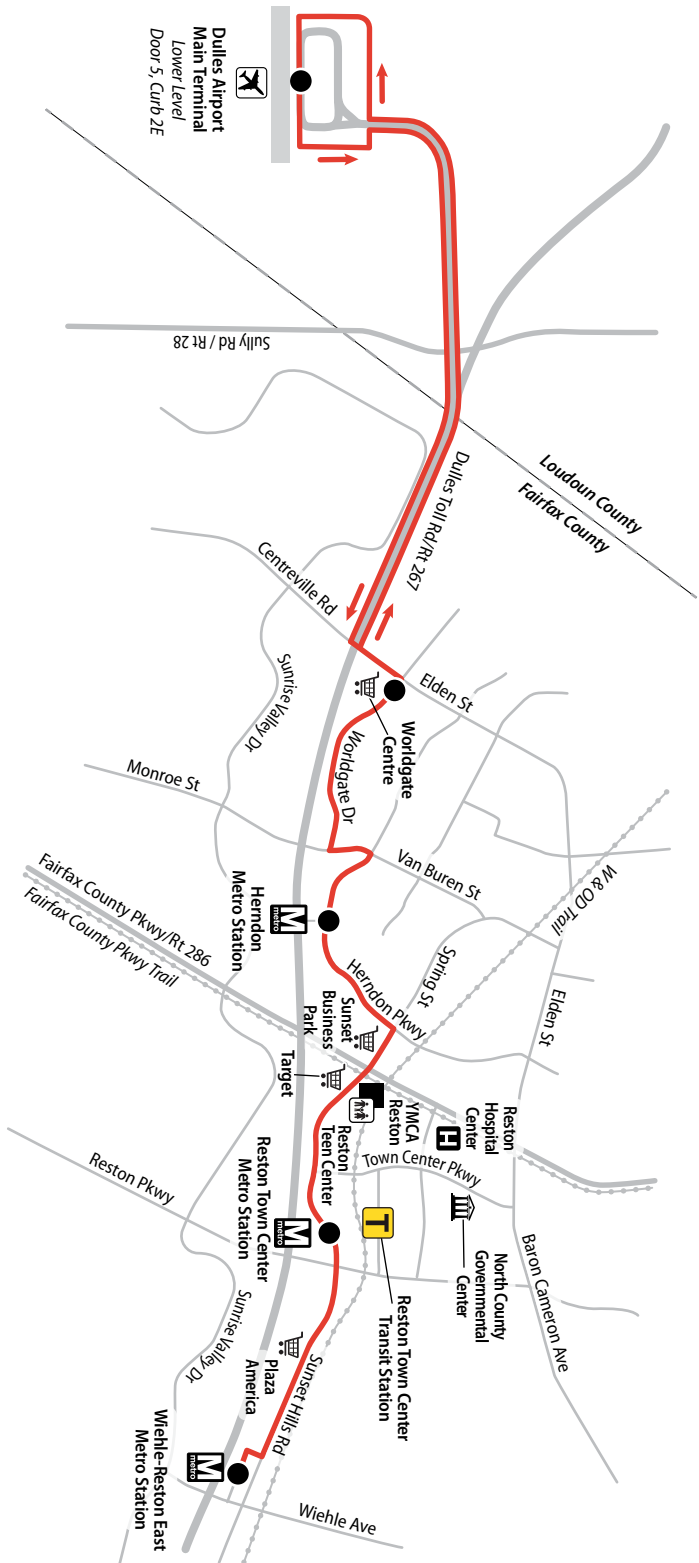 Dulles Airport
Main Terminal
Lower Level
Door 5, Curb 2E
Sully Rd / Rt 28
Loudoun County
Fairfax County
Dulles Toll Rd/Rt 267
Centreville Rd
Sunrise Valley Dr
Elden St
Worldgate
Centre
Worldgate Dr
Monroe St
Van Buren St
W & OD Trail
Herndon
Metro Station
M
metro
Fairfax County Pkwy/Rt 286
Fairfax County Pkwy Trail
Herndon Pkwy
Spring St
Elden St
Sunset
Business
Park
Target
YMCA
Reston
Reston
Hospital
Center
H
Reston
Teen Center
Town Center Pkwy
Reston Pkwy
Reston Town Center
Metro Station
M
metro
T
Reston Town Center
Transit Station
North County
Governmental
Center
Baron Cameron Ave
Sunrise Valley Dr
Plaza
America
Sunset Hills Rd
Wiehle-Reston East
Metro Station
M
metro
Wiehle Ave